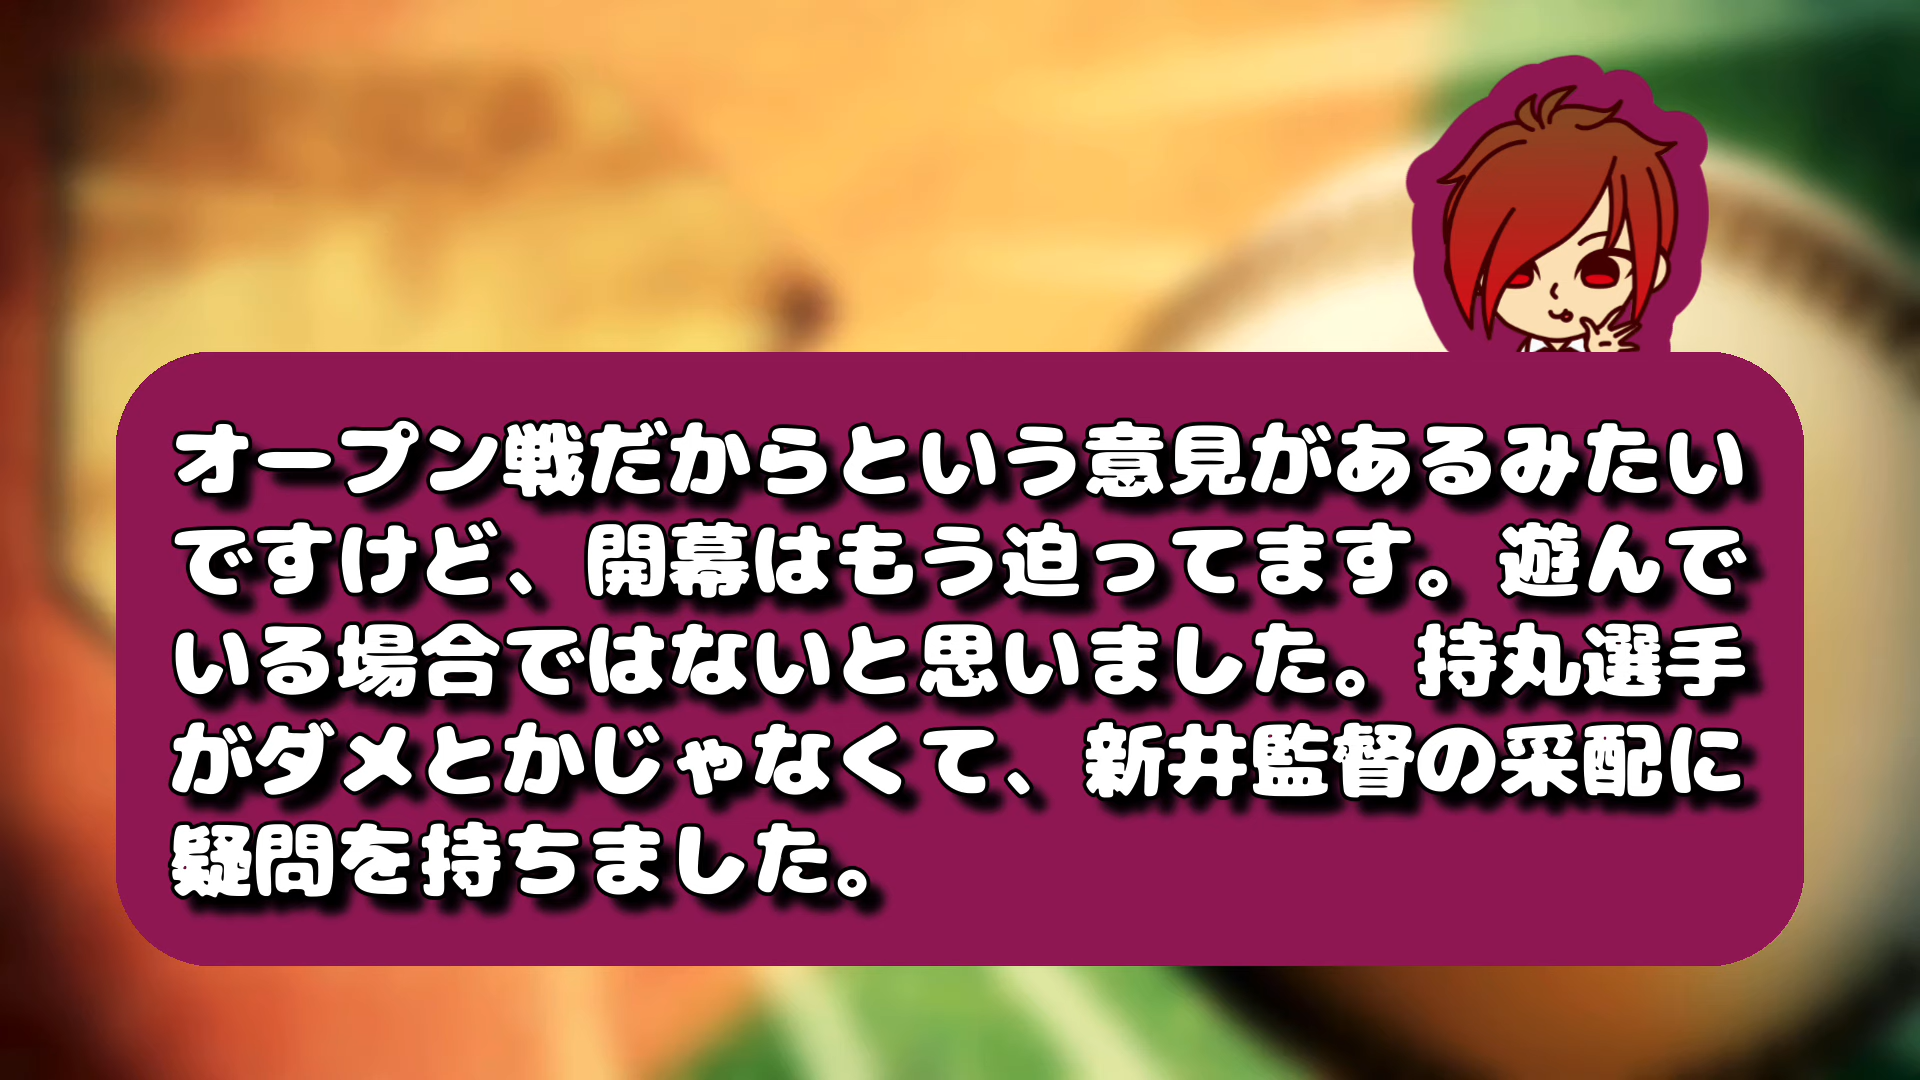 オープン戦だからという意見があるみたい
ですけど、開幕はもう迫ってます。遊んで
いる場合ではないと思いました。持丸選手
がダメとかじゃなくて、新井監督の采配に
疑問を持ちました。